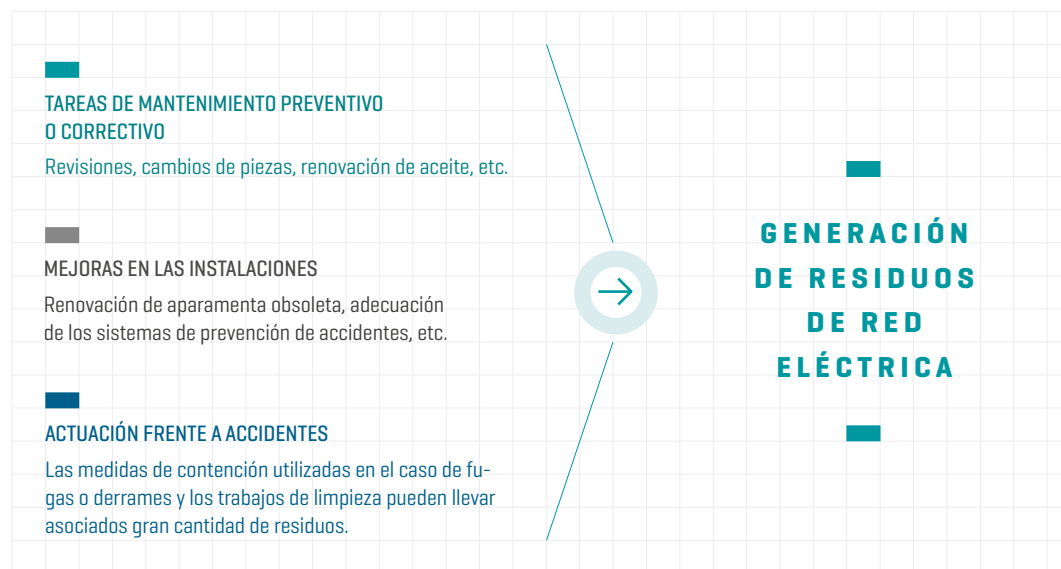 TAREAS DE MANTENIMIENTO PREVENTIVO
O CORRECTIVO
Revisiones, cambios de piezas, renovación de aceite, etc.
MEJORAS EN LAS INSTALACIONES
Renovación de aparamenta obsoleta, adecuación
de los sistemas de prevención de accidentes, etc.
ACTUACIÓN FRENTE A ACCIDENTES
Las medidas de contención utilizadas en el caso de fu-
gas o derrames y los trabajos de limpieza pueden llevar
asociados gran cantidad de residuos.
GENERACIÓN
DE RESIDUOS
DE RED
ELÉCTRICA